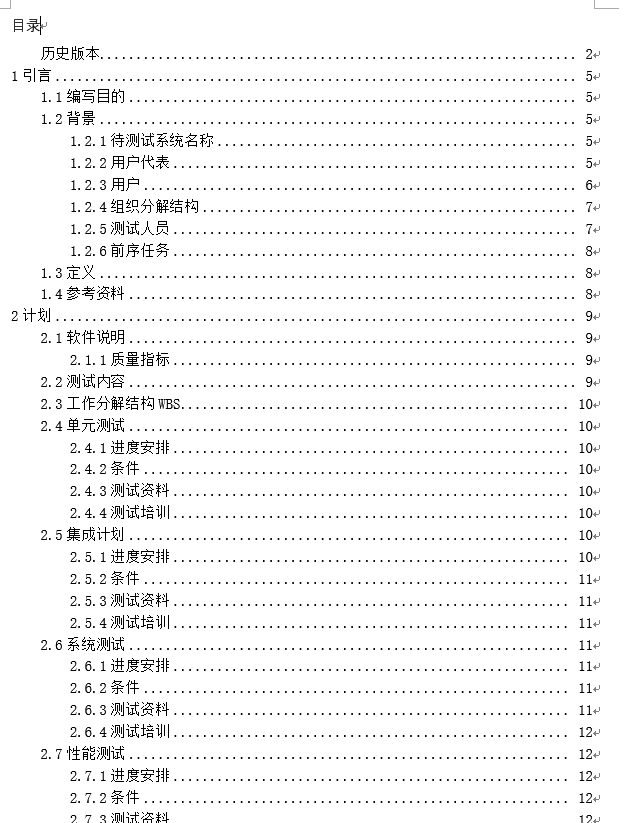 目录
历史版本 2
1 引言 5
1.1 编写目的 5
1.2 背景 5
1.2.1 待测试系统名称 5
1.2.2 用户代表 5
1.2.3 用户 6
1.2.4 组织分解结构 7
1.2.5 测试人员 7
1.2.6 前序任务 8
1.3 定义 8
1.4 参考资料 8
2 计划 9
2.1 软件说明 9
2.1.1 质量指标 9
2.2 测试内容 9
2.3 工作分解结构 WBS 10
2.4 单元测试 10
2.4.1 进度安排 10
2.4.2 条件 10
2.4.3 测试资料 10
2.4.4 测试培训 10
2.5 集成计划 10
2.5.1 进度安排 10
2.5.2 条件 11
2.5.3 测试资料 11
2.5.4 测试培训 11
2.6 系统测试 11
2.6.1 进度安排 11
2.6.2 条件 11
2.6.3 测试资料 11
2.6.4 测试培训 12
2.7 性能测试 12
2.7.1 进度安排 12
2.7.2 条件 12
2.7.3 测试资料 12